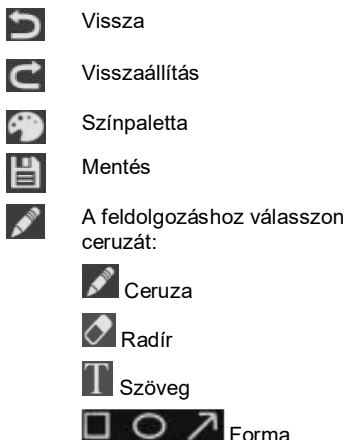 Vissza
Visszaállítás
Színpaletta
Mentés
A feldolgozáshoz válasszon
ceruzát:
Ceruza
Radír
T Szöveg
Forma